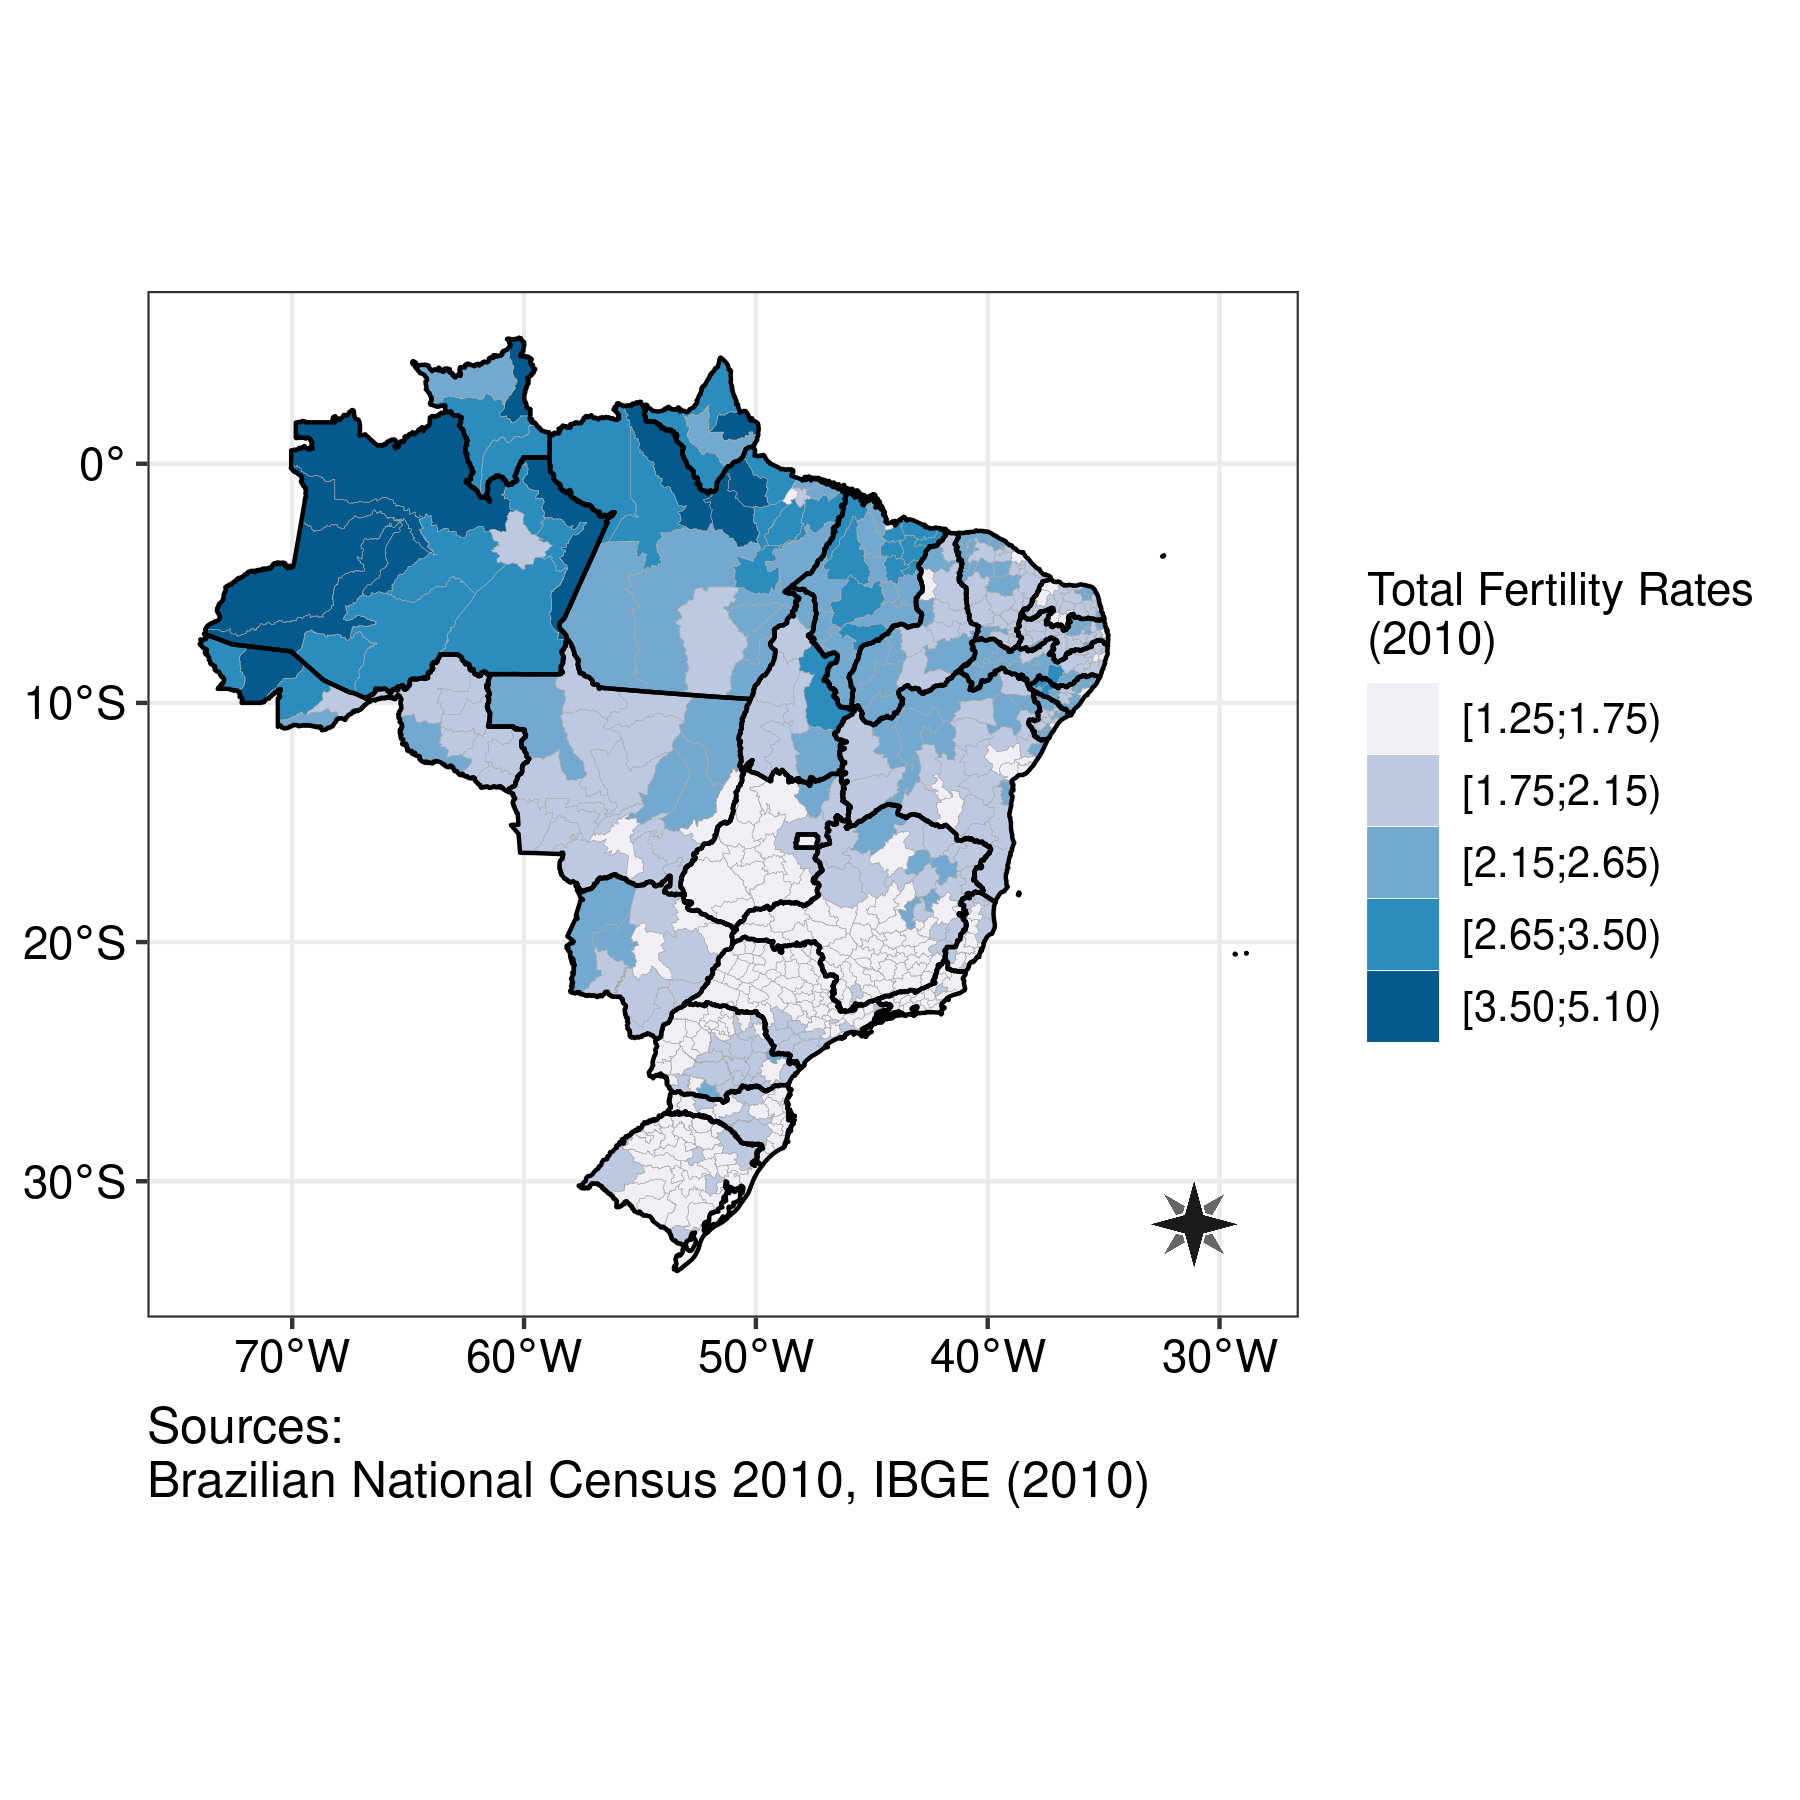 0°
10°S
20°S
30°S
70°W 60°W 50°W 40°W 30°W
Total Fertility Rates
(2010)
[1.25;1.75)
[1.75;2.15)
[2.15;2.65)
[2.65;3.50)
[3.50;5.10)
Sources:
Brazilian National Census 2010, IBGE (2010)